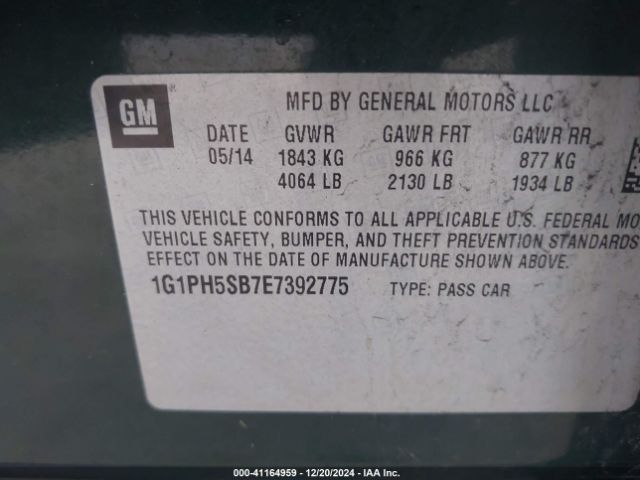 GM
MFD BY GENERAL MOTORS LLC
DATE GVWR GAWR FRT GAWR RR
05/14 1843 KG 966 KG 877 KG
4064 LB 2130 LB 1934 LB
THIS VEHICLE CONFORMS TO ALL APPLICABLE U.S. FEDERAL MO
VEHICLE SAFETY, BUMPER, AND THEFT PREVENTION STANDARDS
EFFECT ON THE DATE OF MANUFACTURE SHOWN ABOVE.
1G1PH5SB7E7392775 TYPE: PASS CAR
000-41164959 - 12/20/2024 - IAA Inc.